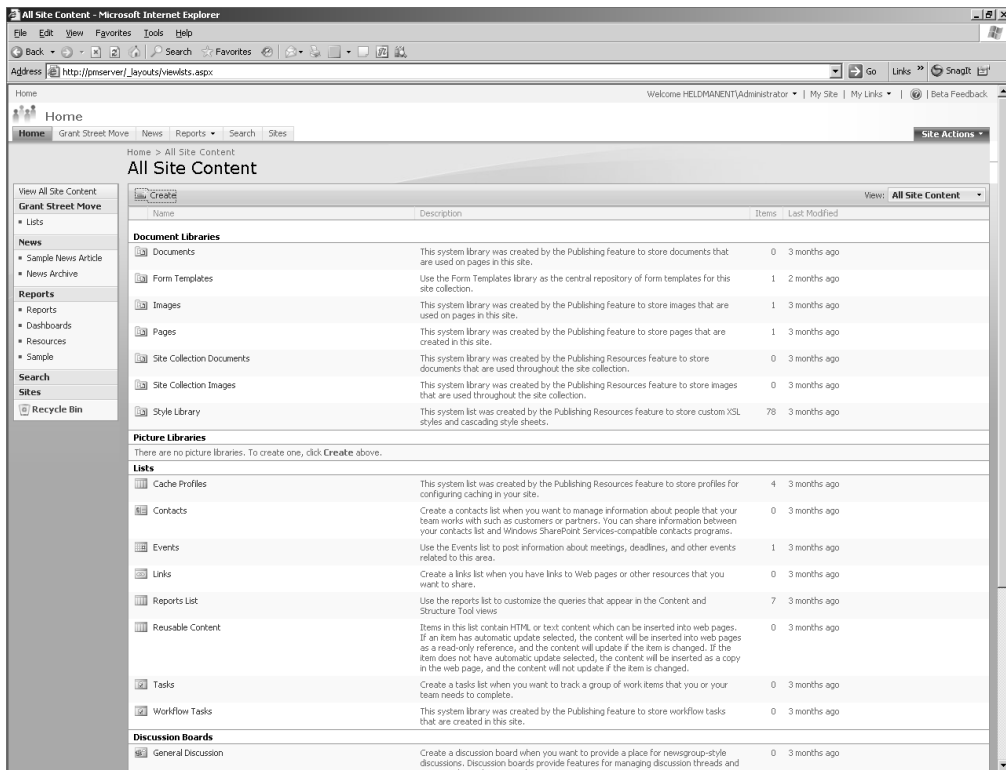 All Site Content - Microsoft Internet Explorer
File Edit View Favorites Tools Help
Back Search Favorites
Address http://pmserver/_layouts/viewlsts.aspx Go Links » SnagIt
Home Welcome HELDMANENT\Administrator | My Site | My Links | Beta Feedback
Home
Home Grant Street Move News Reports Search Sites Site Actions
Home > All Site Content
All Site Content
View All Site Content
Grant Street Move
Lists
News
Sample News Article
News Archive
Reports
Reports
Dashboards
Resources
Sample
Search
Sites
Recycle Bin
Create View: All Site Content
Name Description Items Last Modified
Document Libraries
Documents This system library was created by the Publishing feature to store documents that 0 3 months ago
are used on pages in this site.
Form Templates Use the Form Templates library as the central repository of form templates for this 1 2 months ago
site collection.
Images This system library was created by the Publishing feature to store images that are 1 3 months ago
used on pages in this site.
Pages This system library was created by the Publishing feature to store pages that are 1 3 months ago
created in this site.
Site Collection Documents This system library was created by the Publishing Resources feature to store 0 3 months ago
documents that are used throughout the site collection.
Site Collection Images This system library was created by the Publishing Resources feature to store images 0 3 months ago
that are used throughout the site collection.
Style Library This system list was created by the Publishing Resources feature to store custom XSL 78 3 months ago
styles and cascading style sheets.
Picture Libraries
There are no picture libraries. To create one, click Create above.
Lists
Cache Profiles This system list was created by the Publishing Resources feature to store profiles for 4 3 months ago
configuring caching in your site.
Contacts Create a contacts list when you want to manage information about people that your 0 3 months ago
team works with such as customers or partners. You can share information between
your contacts list and Windows SharePoint Services-compatible contacts programs.
Events Use the Events list to post information about meetings, deadlines, and other events 1 3 months ago
related to this area.
Links Create a links list when you have links to Web pages or other resources that you 0 3 months ago
want to share.
Reports List Use the reports list to customize the queries that appear in the Content and 7 3 months ago
Structure Tool views
Reusable Content Items in this list contain HTML or text content which can be inserted into web pages. 0 3 months ago
If an item has automatic update selected, the content will be inserted into web pages
as a read-only reference, and the content will update if the item is changed. If the
item does not have automatic update selected, the content will be inserted as a copy
in the web page, and the content will not update if the item is changed.
Tasks Create a tasks list when you want to track a group of work items that you or your 0 3 months ago
team needs to complete.
Workflow Tasks This system library was created by the Publishing feature to store workflow tasks 0 3 months ago
that are created in this site.
Discussion Boards
General Discussion Create a discussion board when you want to provide a place for newsgroup-style 0 3 months ago
discussions. Discussion boards provide features for managing discussion threads and